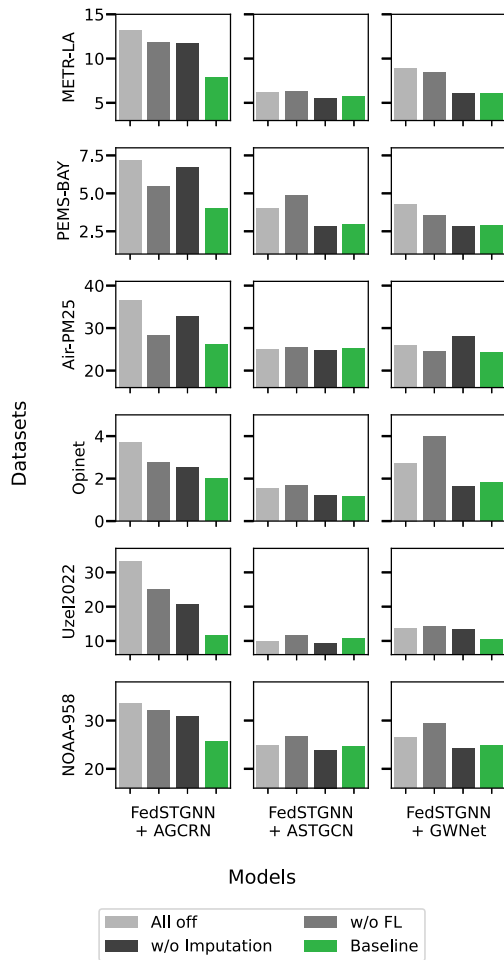 15
10
5
METR-LA
7.5
5.0
2.5
PEMS-BAY
40
30
20
Air-PM25
4
2
0
Opinet
30
20
10
Uzel2022
30
20
NOAA-958
Datasets
FedSTGNN
+ AGCRN
FedSTGNN
+ ASTGCN
FedSTGNN
+ GWNet
Models
All off
w/o FL
w/o Imputation
Baseline